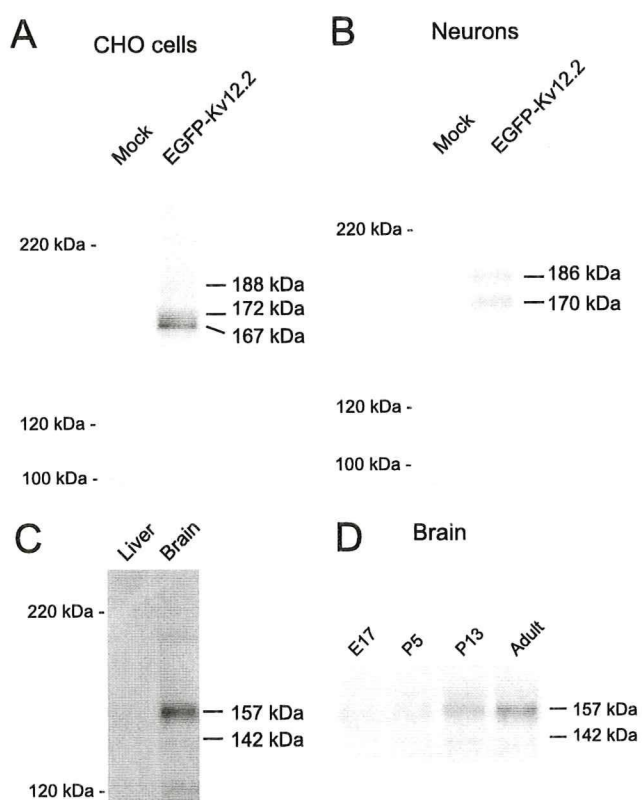 A
CHO cells
Mock
EGFP-Kv12.2
220 kDa -
188 kDa
172 kDa
167 kDa
120 kDa -
100 kDa -
B
Neurons
Mock
EGFP-Kv12.2
220 kDa -
186 kDa
170 kDa
120 kDa -
100 kDa -
C
Liver
Brain
220 kDa -
157 kDa
142 kDa
120 kDa -
D
Brain
E17
P5
P13
Adult
157 kDa
142 kDa